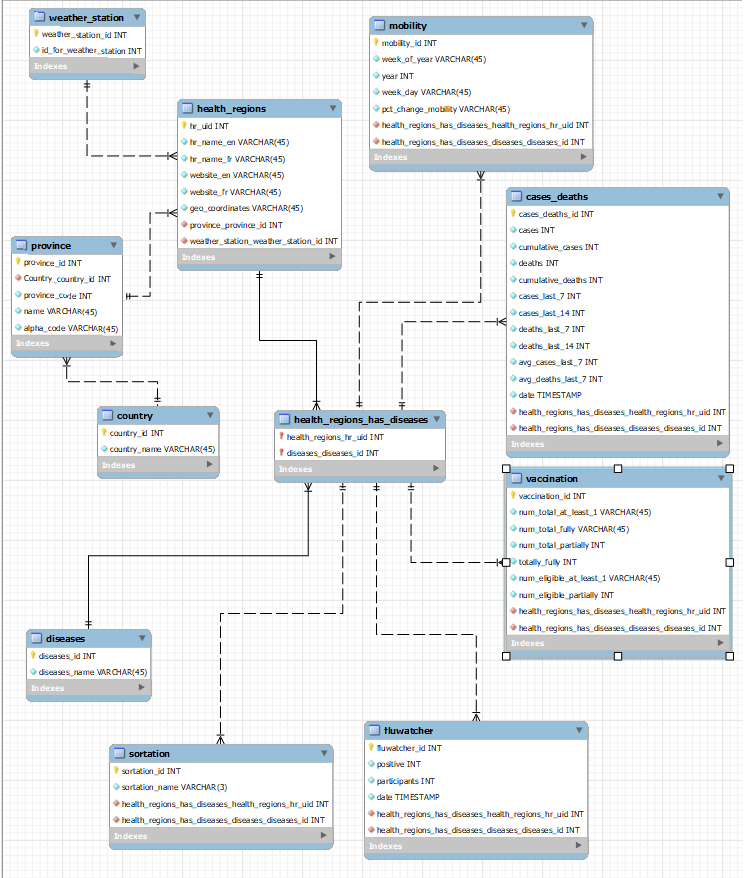 weather_station
weather_station_id INT
id_for_weather_station INT
Indexes
mobility
mobility_id INT
week_of_year VARCHAR(45)
year INT
week_day VARCHAR(45)
pct_change_mobility VARCHAR(45)
health_regions_has_diseases_health_regions_hr_uid INT
health_regions_has_diseases_diseases_diseases_id INT
Indexes
health_regions
hr_uid INT
hr_name_en VARCHAR(45)
hr_name_fr VARCHAR(45)
website_en VARCHAR(45)
website_fr VARCHAR(45)
geo_coordinates VARCHAR(45)
province_province_id INT
weather_station_weather_station_id INT
Indexes
cases_deaths
cases_deaths_id INT
cases INT
cumulative_cases INT
deaths INT
cumulative_deaths INT
cases_last_7 INT
cases_last_14 INT
deaths_last_7 INT
deaths_last_14 INT
avg_cases_last_7 INT
avg_deaths_last_7 INT
date TIMESTAMP
health_regions_has_diseases_health_regions_hr_uid INT
health_regions_has_diseases_diseases_diseases_id INT
Indexes
province
province_id INT
Country_country_id INT
province_code INT
name VARCHAR(45)
alpha_code VARCHAR(45)
Indexes
country
country_id INT
country_name VARCHAR(45)
Indexes
health_regions_has_diseases
health_regions_hr_uid INT
diseases_diseases_id INT
Indexes
vaccination
vaccination_id INT
num_total_at_least_1 VARCHAR(45)
num_total_fully VARCHAR(45)
num_total_partially INT
totally_fully INT
num_eligible_at_least_1 VARCHAR(45)
num_eligible_partially INT
health_regions_has_diseases_health_regions_hr_uid INT
health_regions_has_diseases_diseases_diseases_id INT
Indexes
diseases
diseases_id INT
diseases_name VARCHAR(45)
Indexes
sortation
sortation_id INT
sortation_name VARCHAR(3)
health_regions_has_diseases_health_regions_hr_uid INT
health_regions_has_diseases_diseases_diseases_id INT
Indexes
fluwatcher
fluwatcher_id INT
positive INT
participants INT
date TIMESTAMP
health_regions_has_diseases_health_regions_hr_uid INT
health_regions_has_diseases_diseases_diseases_id INT
Indexes